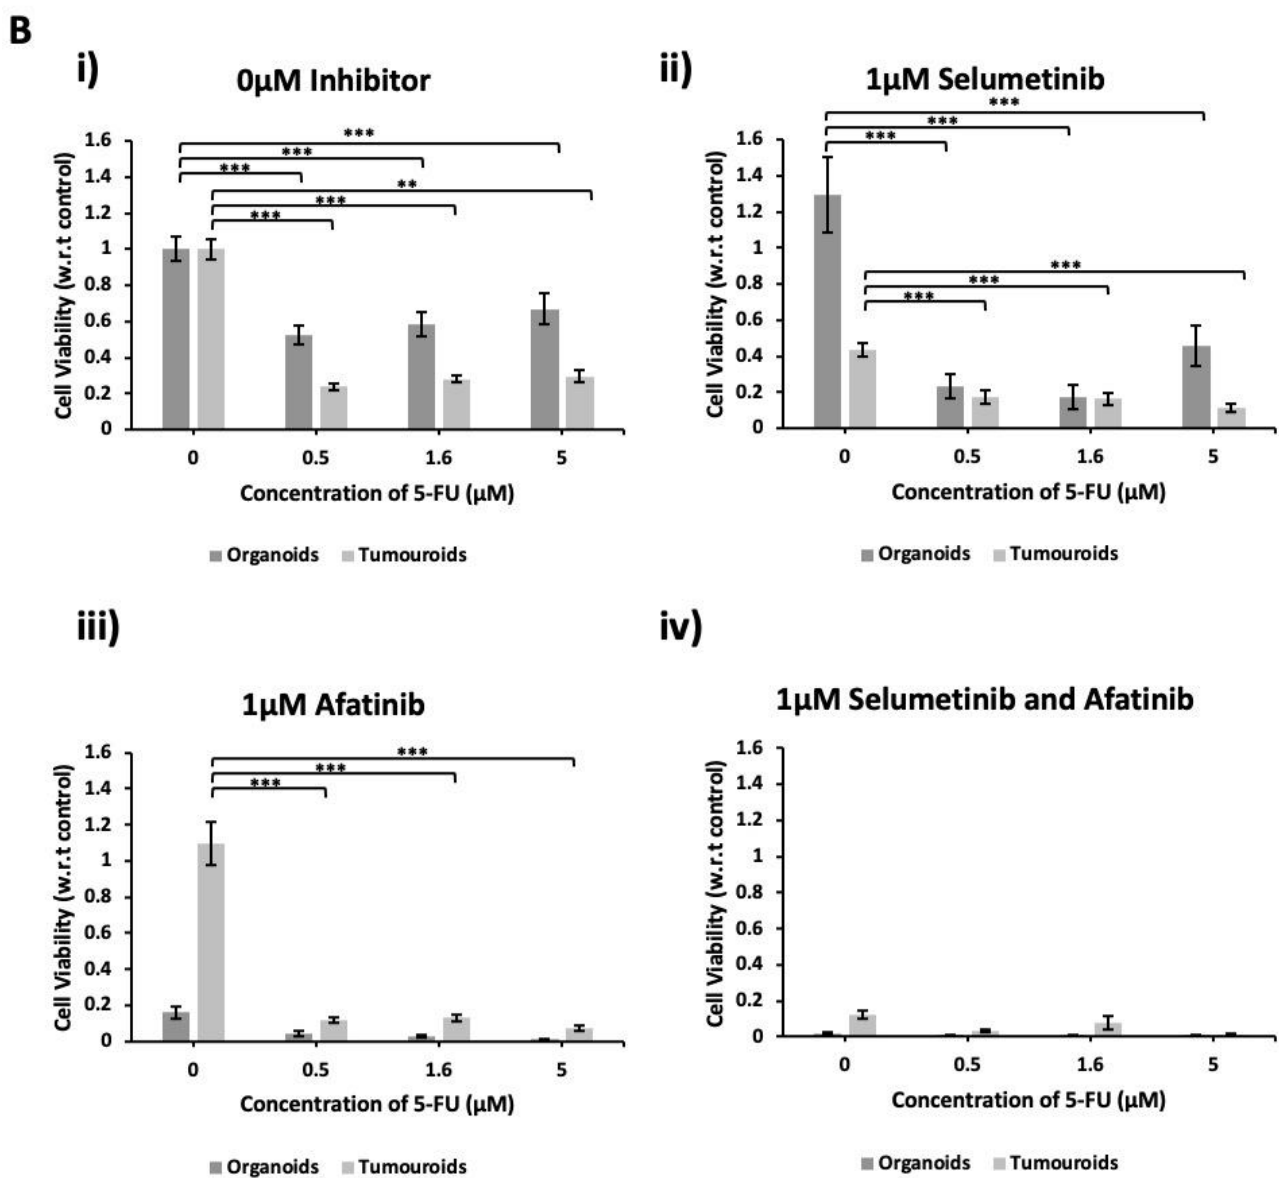 B
i)
0µM Inhibitor
***
***
***
**
***
***
Cell Viability (w.r.t control)
1.6
1.4
1.2
1
0.8
0.6
0.4
0.2
0
0
0.5
1.6
5
Concentration of 5-FU (µM)
Organoids
Tumouroids
ii)
1µM Selumetinib
***
***
***
***
***
***
Cell Viability (w.r.t control)
1.6
1.4
1.2
1
0.8
0.6
0.4
0.2
0
0
0.5
1.6
5
Concentration of 5-FU (µM)
Organoids
Tumouroids
iii)
1µM Afatinib
***
***
***
Cell Viability (w.r.t control)
1.6
1.4
1.2
1
0.8
0.6
0.4
0.2
0
0
0.5
1.6
5
Concentration of 5-FU (µM)
Organoids
Tumouroids
iv)
1µM Selumetinib and Afatinib
Cell Viability (w.r.t control)
1.6
1.4
1.2
1
0.8
0.6
0.4
0.2
0
0
0.5
1.6
5
Concentration of 5-FU (µM)
Organoids
Tumouroids